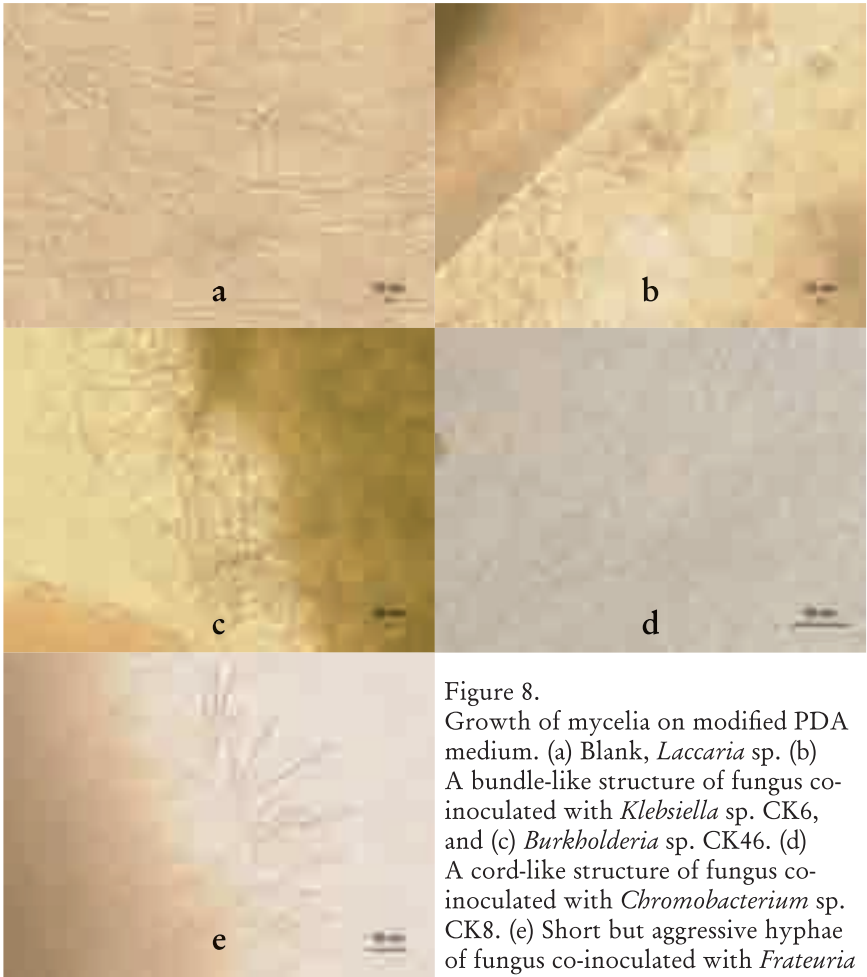 a
b
c
d
e
Figure 8.
Growth of mycelia on modified PDA
medium. (a) Blank, Laccaria sp. (b)
A bundle-like structure of fungus co-
inoculated with Klebsiella sp. CK6,
and (c) Burkholderia sp. CK46. (d)
A cord-like structure of fungus co-
inoculated with Chromobacterium sp.
CK8. (e) Short but aggressive hyphae
of fungus co-inoculated with Frateuria